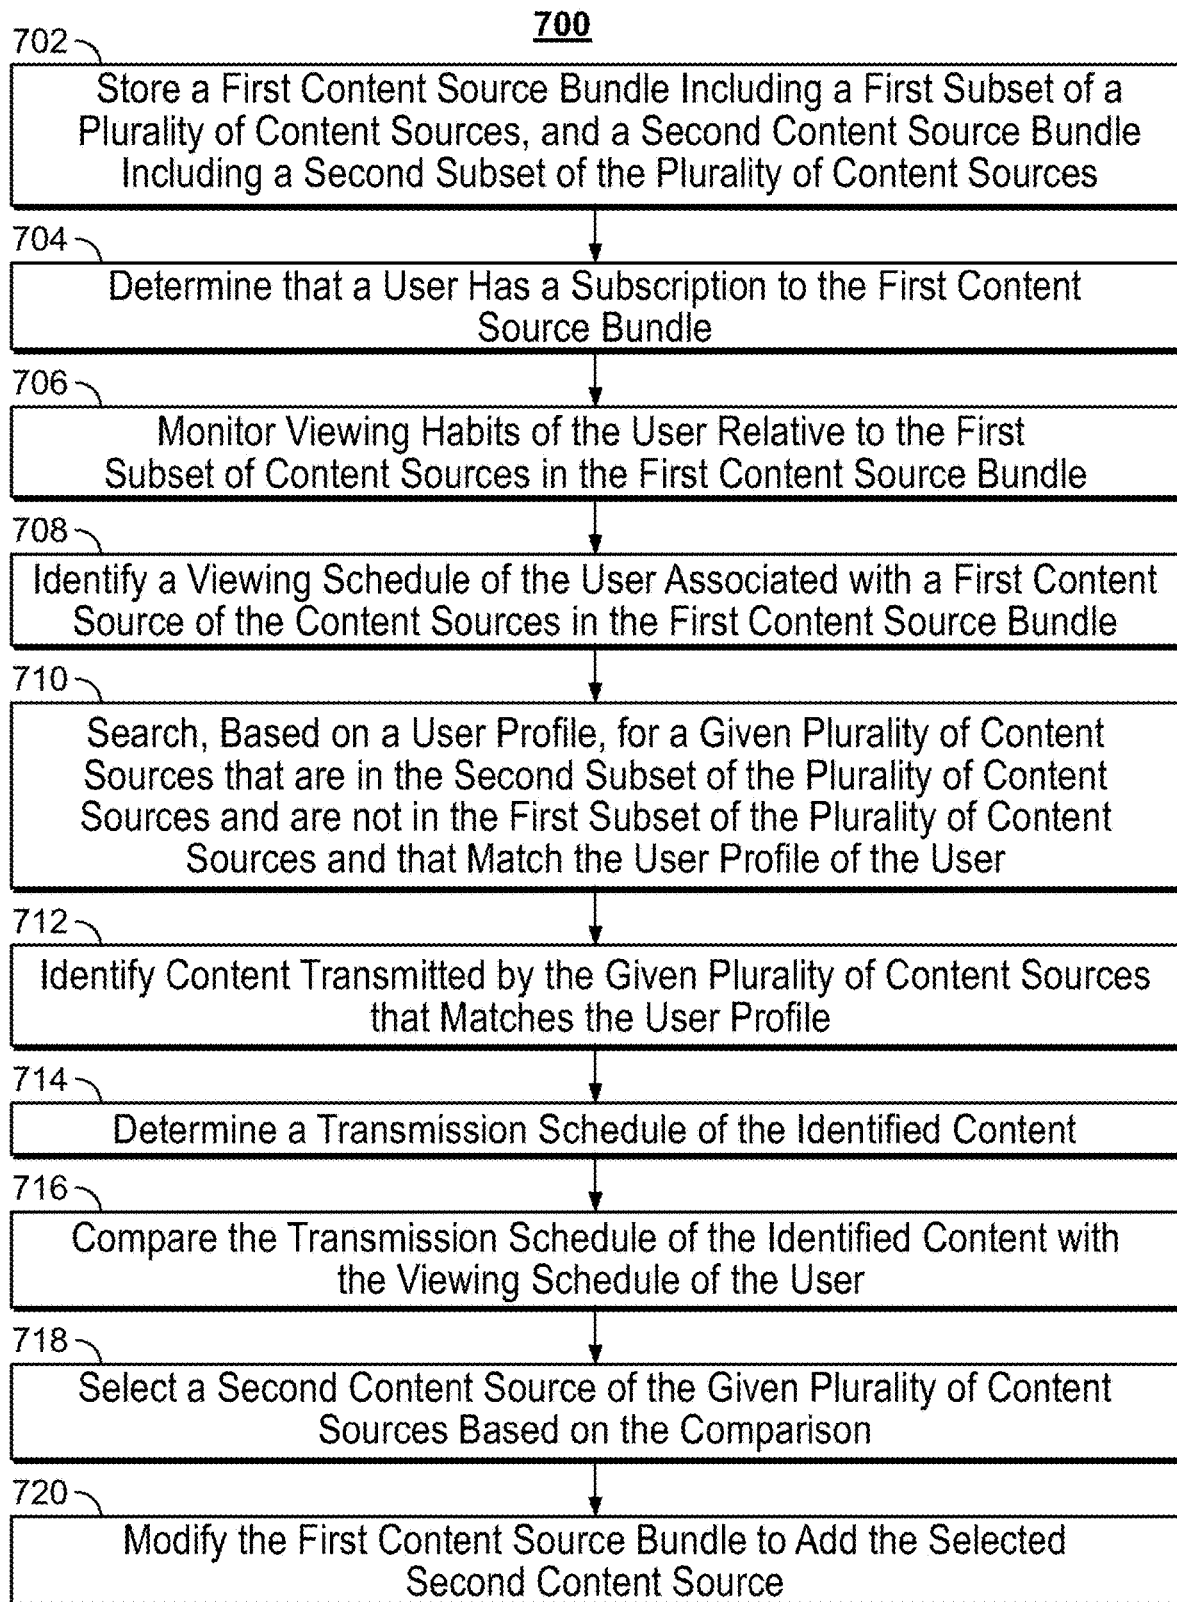 700
702
Store a First Content Source Bundle Including a First Subset of a
Plurality of Content Sources, and a Second Content Source Bundle
Including a Second Subset of the Plurality of Content Sources
704
Determine that a User Has a Subscription to the First Content
Source Bundle
706
Monitor Viewing Habits of the User Relative to the First
Subset of Content Sources in the First Content Source Bundle
708
Identify a Viewing Schedule of the User Associated with a First Content
Source of the Content Sources in the First Content Source Bundle
710
Search, Based on a User Profile, for a Given Plurality of Content
Sources that are in the Second Subset of the Plurality of Content
Sources and are not in the First Subset of the Plurality of Content
Sources and that Match the User Profile of the User
712
Identify Content Transmitted by the Given Plurality of Content Sources
that Matches the User Profile
714
Determine a Transmission Schedule of the Identified Content
716
Compare the Transmission Schedule of the Identified Content with
the Viewing Schedule of the User
718
Select a Second Content Source of the Given Plurality of Content
Sources Based on the Comparison
720
Modify the First Content Source Bundle to Add the Selected
Second Content Source